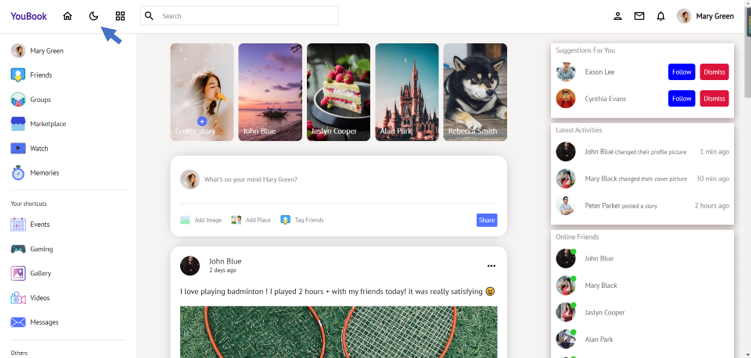 YouBook
Search
Mary Green
Mary Green
Friends
Groups
Marketplace
Watch
Memories
Your shortcuts
Events
Gaming
Gallery
Videos
Messages
Others
Create story
John Blue
Jaslyn Cooper
Alan Park
Rebecca Smith
What's on your mind Mary Green?
Add Image
Add Place
Tag Friends
Share
John Blue
2 days ago
I love playing badminton ! I played 2 hours + with my friends today! it was really satisfying 😄
Suggestions For You
Eason Lee
Follow
Dismiss
Cynthia Evans
Follow
Dismiss
Latest Activities
John Blue changed their profile picture 1 min ago
Mary Black changed their cover picture 30 min ago
Peter Parker posted a story 2 hours ago
Online Friends
John Blue
Mary Black
Jaslyn Cooper
Alan Park